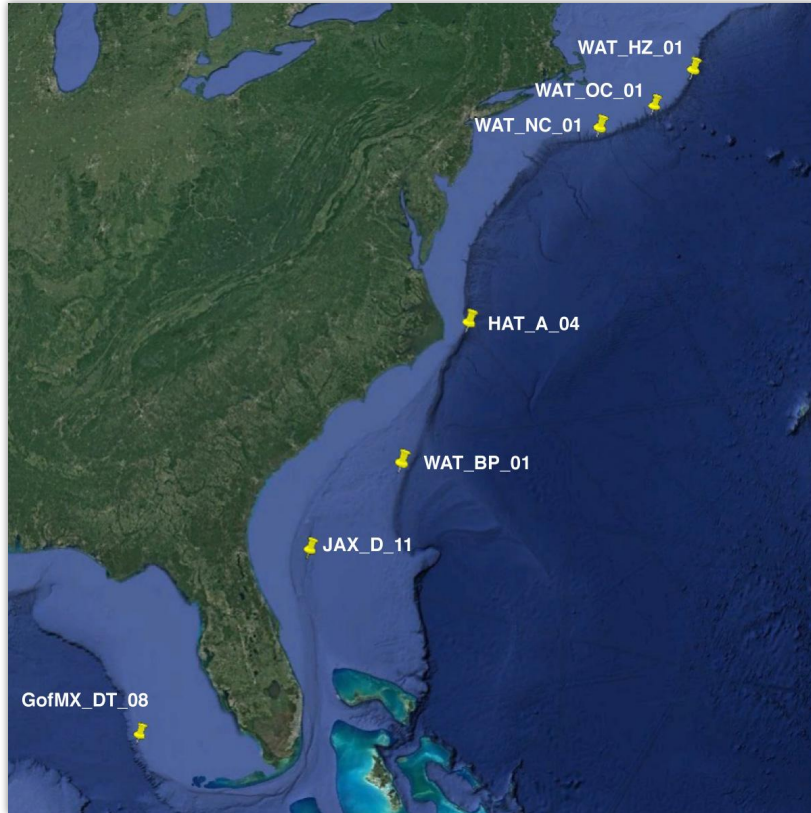 WAT_HZ_01
WAT_OC_01
WAT_NC_01
HAT_A_04
WAT_BP_01
JAX_D_11
GofMX_DT_08